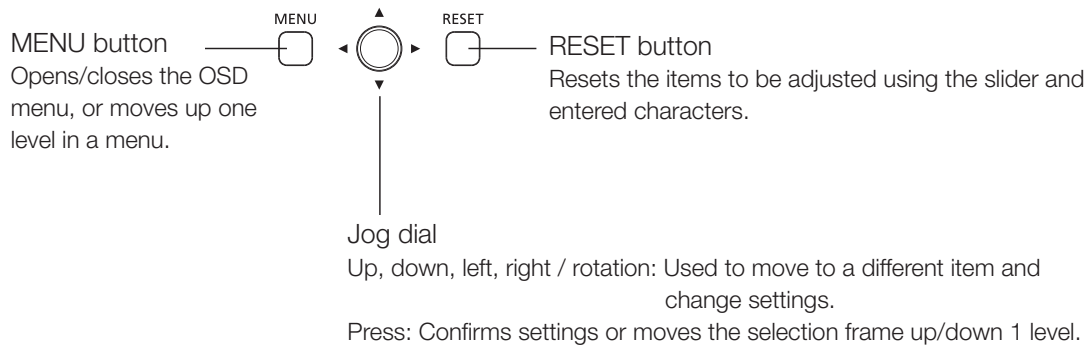 MENU
RESET
MENU button
Opens/closes the OSD
menu, or moves up one
level in a menu.
RESET button
Resets the items to be adjusted using the slider and
entered characters.
Jog dial
Up, down, left, right / rotation: Used to move to a different item and
change settings.
Press: Confirms settings or moves the selection frame up/down 1 level.